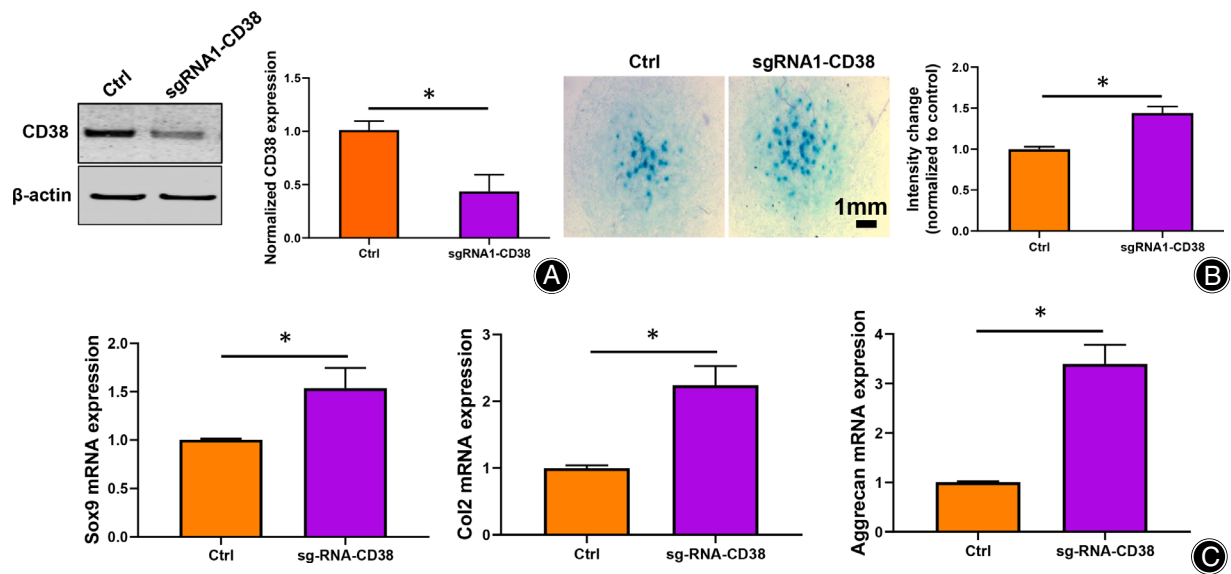 Ctrl
sgRNA1-CD38
CD38
β-actin
Normalized CD38 expression
1.5
1.0
0.5
0.0
*
Ctrl
sgRNA1-CD38
A
Ctrl
sgRNA1-CD38
1mm
Intensity change
(normalized to control)
2.0
1.5
1.0
0.5
0.0
*
Ctrl
sgRNA1-CD38
B
Sox9 mRNA expression
2.0
1.5
1.0
0.5
0.0
*
Ctrl
sg-RNA-CD38
Col2 mRNA expression
3
2
1
0
*
Ctrl
sg-RNA-CD38
Aggrecan mRNA expresion
4
3
2
1
0
*
Ctrl
sg-RNA-CD38
C